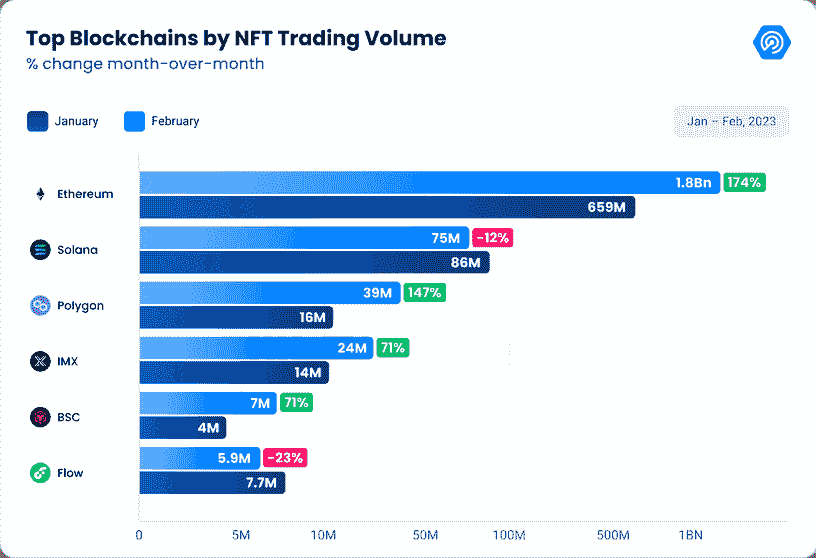 Top Blockchains by NFT Trading Volume
% change month-over-month
January February Jan – Feb, 2023
Ethereum 1.8Bn 174%
659M
Solana 75M -12%
86M
Polygon 39M 147%
16M
IMX 24M 71%
14M
BSC 7M 71%
4M
Flow 5.9M -23%
7.7M
0 5M 10M 50M 100M 500M 1BN